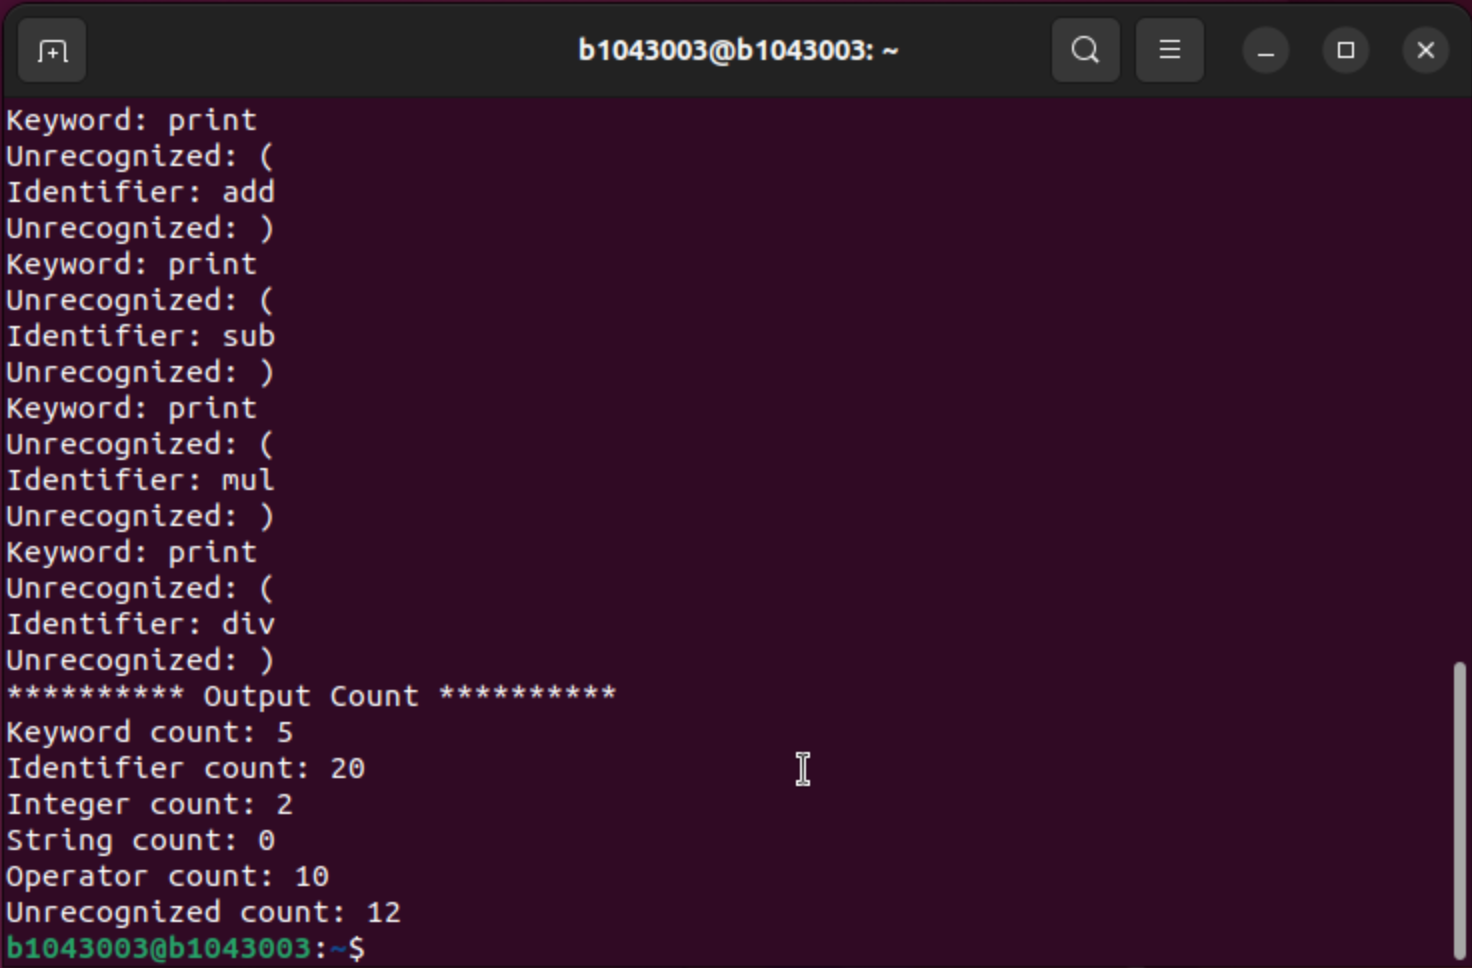 b1043003@b1043003: ~
Keyword: print
Unrecognized: (
Identifier: add
Unrecognized: )
Keyword: print
Unrecognized: (
Identifier: sub
Unrecognized: )
Keyword: print
Unrecognized: (
Identifier: mul
Unrecognized: )
Keyword: print
Unrecognized: (
Identifier: div
Unrecognized: )
********** Output Count **********
Keyword count: 5
Identifier count: 20
Integer count: 2
String count: 0
Operator count: 10
Unrecognized count: 12
b1043003@b1043003:~$